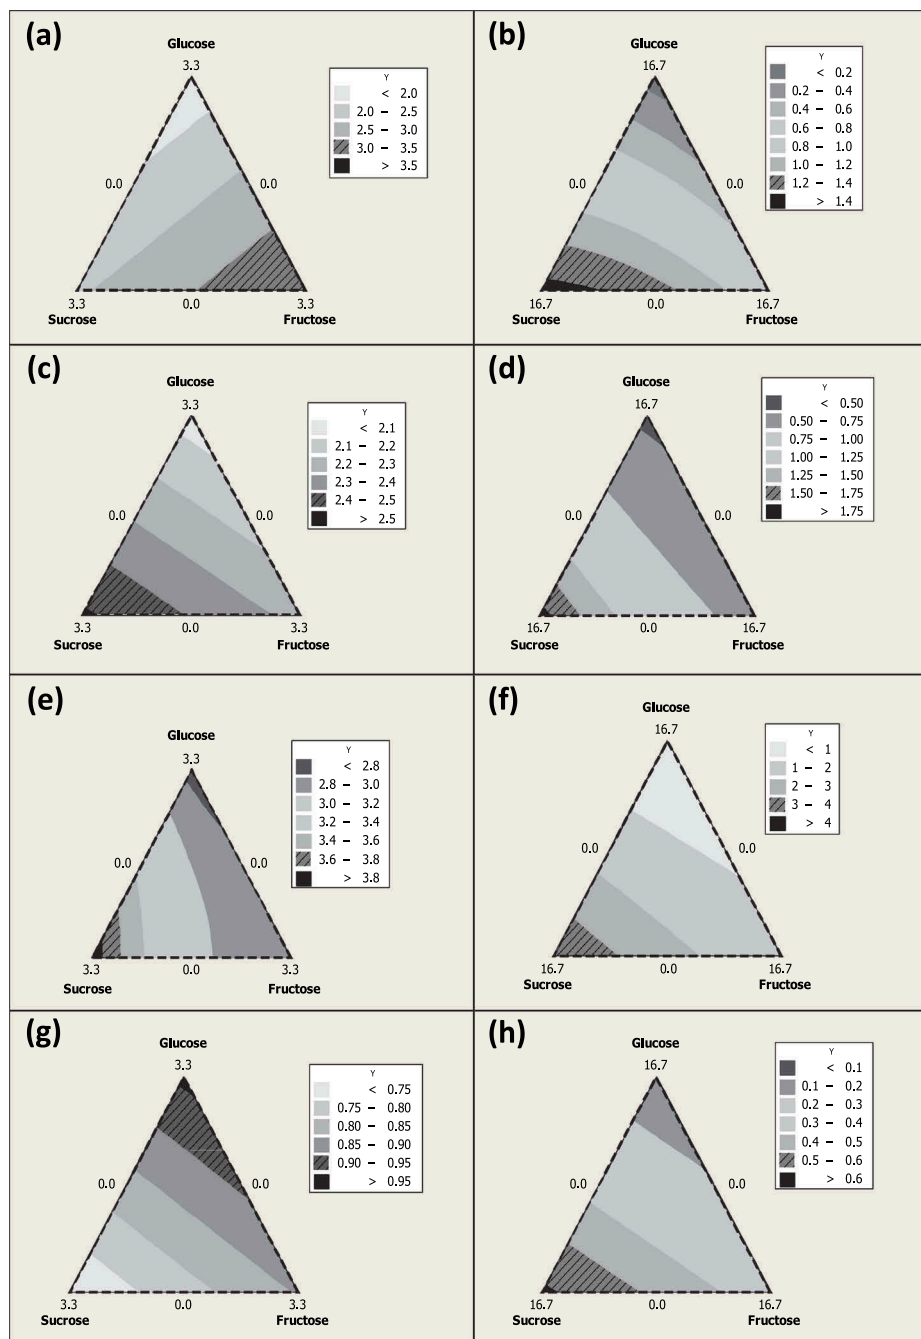 (a)
Glucose
3.3
Y
< 2.0
2.0 – 2.5
2.5 – 3.0
3.0 – 3.5
> 3.5
0.0 0.0
3.3 0.0 3.3
Sucrose Fructose
(b)
Glucose
16.7
Y
< 0.2
0.2 – 0.4
0.4 – 0.6
0.6 – 0.8
0.8 – 1.0
1.0 – 1.2
1.2 – 1.4
> 1.4
0.0 0.0
16.7 0.0 16.7
Sucrose Fructose
(c)
Glucose
3.3
Y
< 2.1
2.1 – 2.2
2.2 – 2.3
2.3 – 2.4
2.4 – 2.5
> 2.5
0.0 0.0
3.3 0.0 3.3
Sucrose Fructose
(d)
Glucose
16.7
Y
< 0.50
0.50 – 0.75
0.75 – 1.00
1.00 – 1.25
1.25 – 1.50
1.50 – 1.75
> 1.75
0.0 0.0
16.7 0.0 16.7
Sucrose Fructose
(e)
Glucose
3.3
Y
< 2.8
2.8 – 3.0
3.0 – 3.2
3.2 – 3.4
3.4 – 3.6
3.6 – 3.8
> 3.8
0.0 0.0
3.3 0.0 3.3
Sucrose Fructose
(f)
Glucose
16.7
Y
< 1
1 – 2
2 – 3
3 – 4
> 4
0.0 0.0
16.7 0.0 16.7
Sucrose Fructose
(g)
Glucose
3.3
Y
< 0.75
0.75 – 0.80
0.80 – 0.85
0.85 – 0.90
0.90 – 0.95
> 0.95
0.0 0.0
3.3 0.0 3.3
Sucrose Fructose
(h)
Glucose
16.7
Y
< 0.1
0.1 – 0.2
0.2 – 0.3
0.3 – 0.4
0.4 – 0.5
0.5 – 0.6
> 0.6
0.0 0.0
16.7 0.0 16.7
Sucrose Fructose